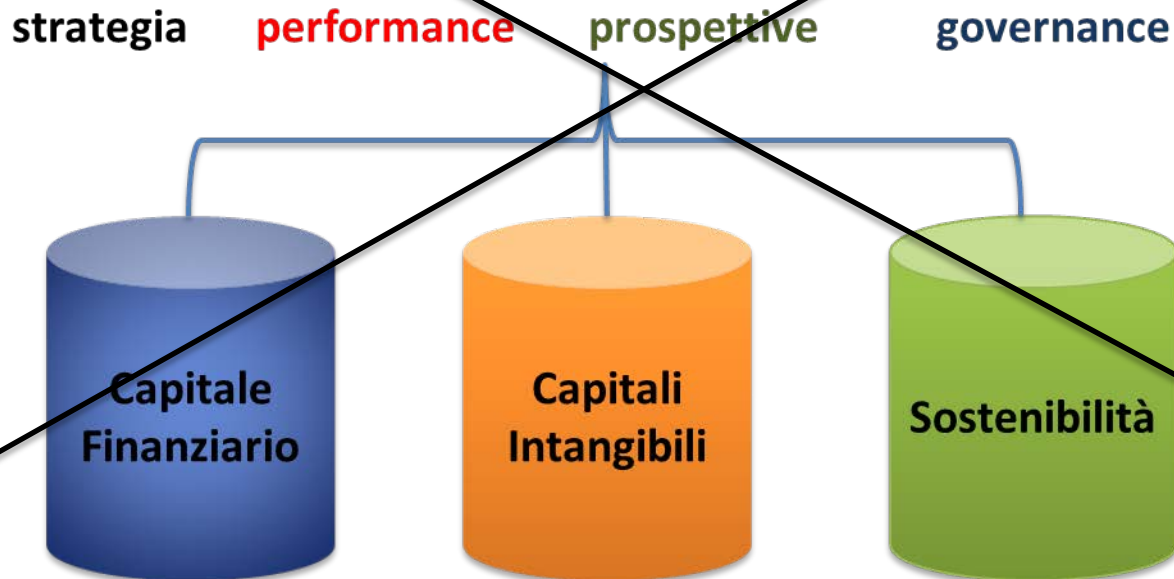 strategia performance prospettive governance
Capitale
Finanziario
Capitali
Intangibili
Sostenibilità